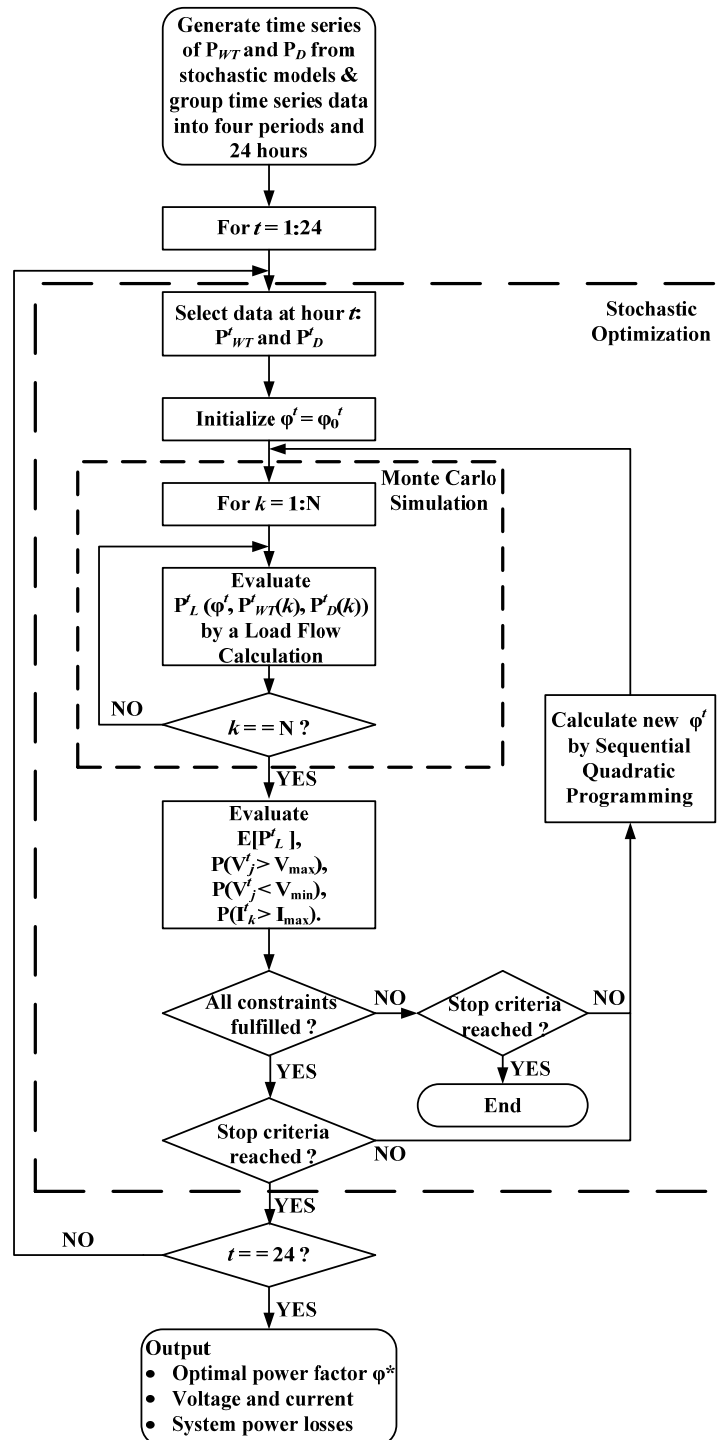 Generate time series
of P_WT and P_D from
stochastic models &
group time series data
into four periods and
24 hours
For t = 1:24
Select data at hour t:
P^t_WT and P^t_D
Stochastic
Optimization
Initialize φ^t = φ_0^t
Monte Carlo
Simulation
For k = 1:N
Evaluate
P^t_L (φ^t, P^t_WT(k), P^t_D(k))
by a Load Flow
Calculation
NO
k = = N ?
YES
Calculate new φ^t
by Sequential
Quadratic
Programming
Evaluate
E[P^t_L ],
P(V^t_j > V_max),
P(V^t_j < V_min),
P(I^t_k > I_max).
All constraints
fulfilled ?
NO
Stop criteria
reached ?
NO
YES
YES
End
Stop criteria
reached ?
NO
YES
NO
t = = 24 ?
YES
Output
• Optimal power factor φ*
• Voltage and current
• System power losses